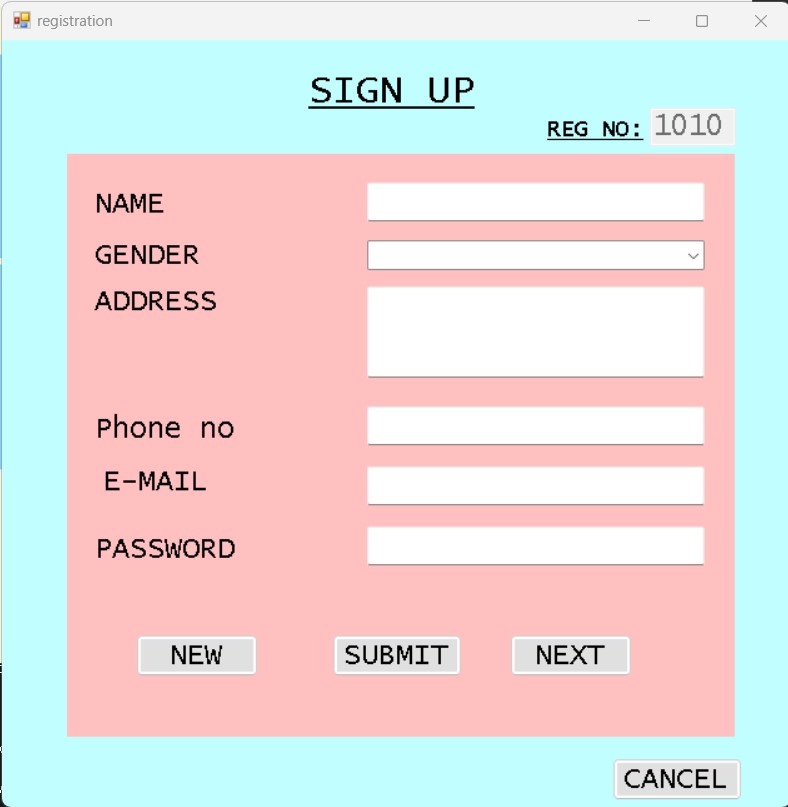 registration
SIGN UP
REG NO: 1010
NAME
GENDER
ADDRESS
Phone no
E-MAIL
PASSWORD
NEW SUBMIT NEXT
CANCEL